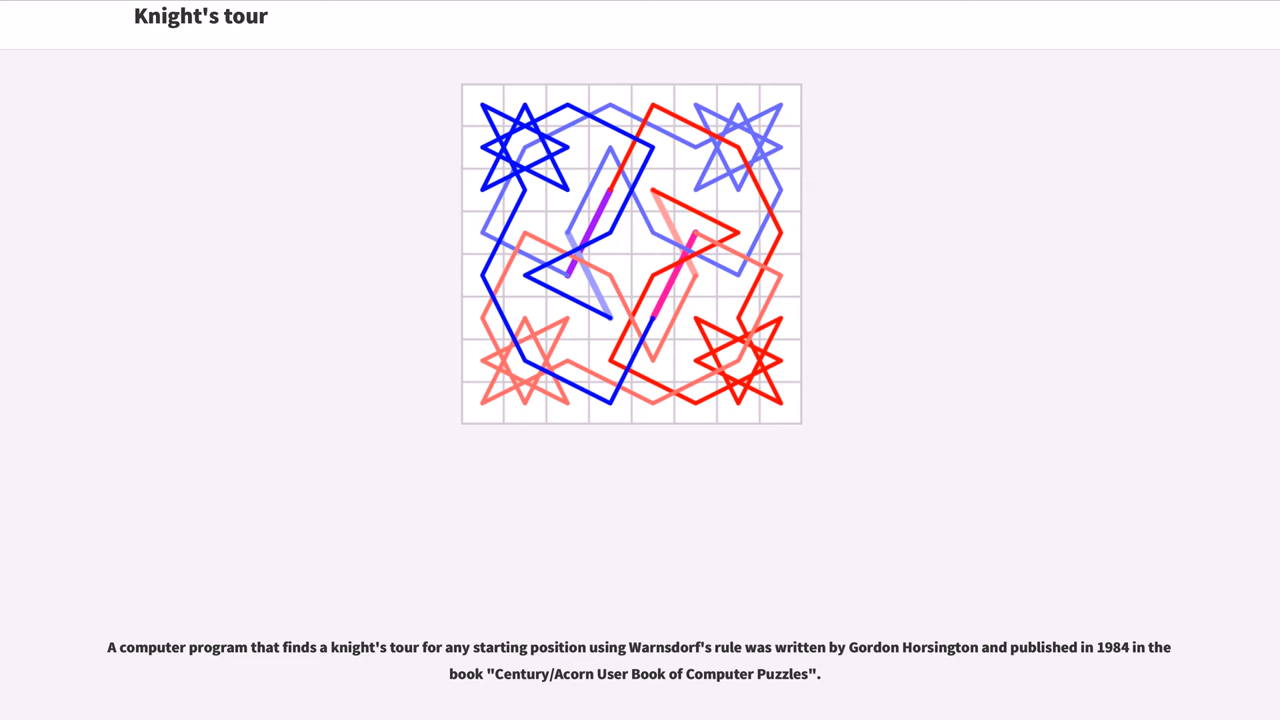 Knight's tour
A computer program that finds a knight's tour for any starting position using Warnsdorf's rule was written by Gordon Horsington and published in 1984 in the
book "Century/Acorn User Book of Computer Puzzles".